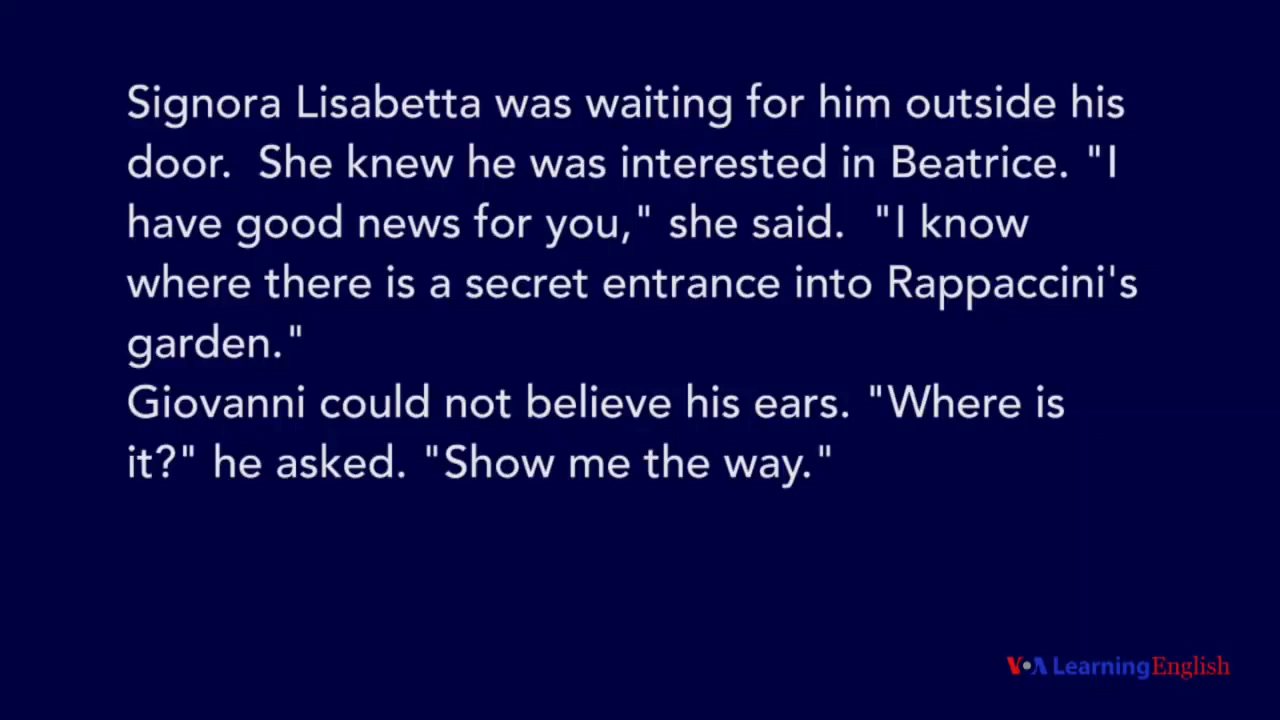 Signora Lisabetta was waiting for him outside his
door.  She knew he was interested in Beatrice. "I
have good news for you," she said.  "I know
where there is a secret entrance into Rappaccini's
garden."
Giovanni could not believe his ears. "Where is
it?" he asked. "Show me the way."
VOA Learning English